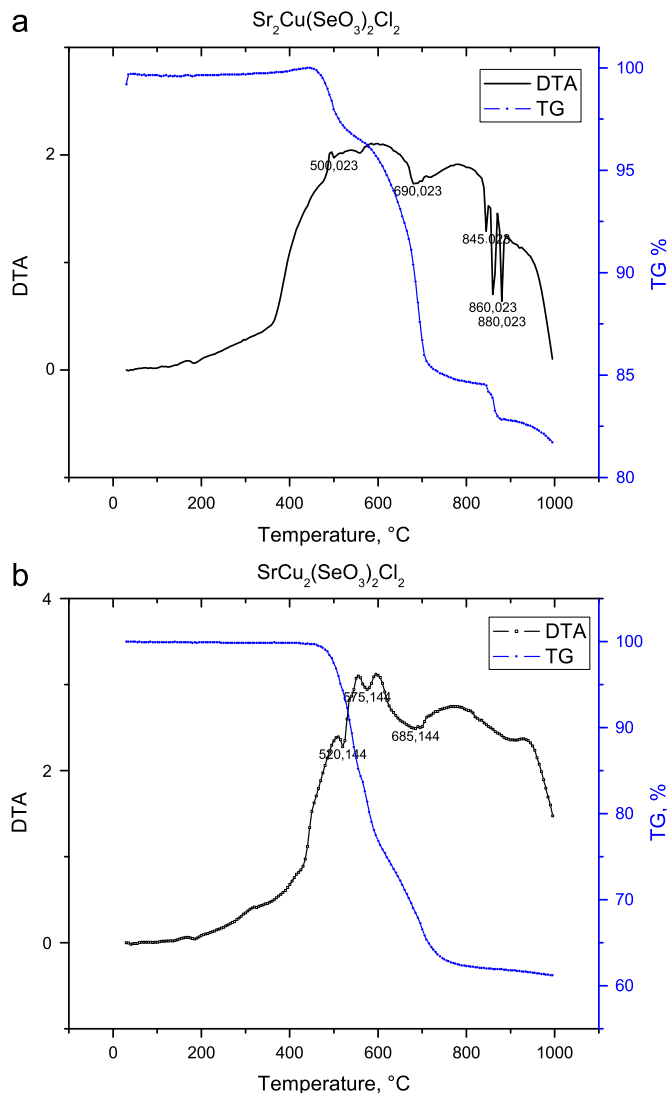 a
Sr₂Cu(SeO₃)₂Cl₂
DTA
TG
100
95
90
85
80
2
0
500,023
690,023
845.023
860,023
880,023
DTA
TG %
0 200 400 600 800 1000
Temperature, °C
b
SrCu₂(SeO₃)₂Cl₂
4
2
0
DTA
TG
100
90
80
70
60
575,144
520,144
685,144
DTA
TG, %
0 200 400 600 800 1000
Temperature, °C